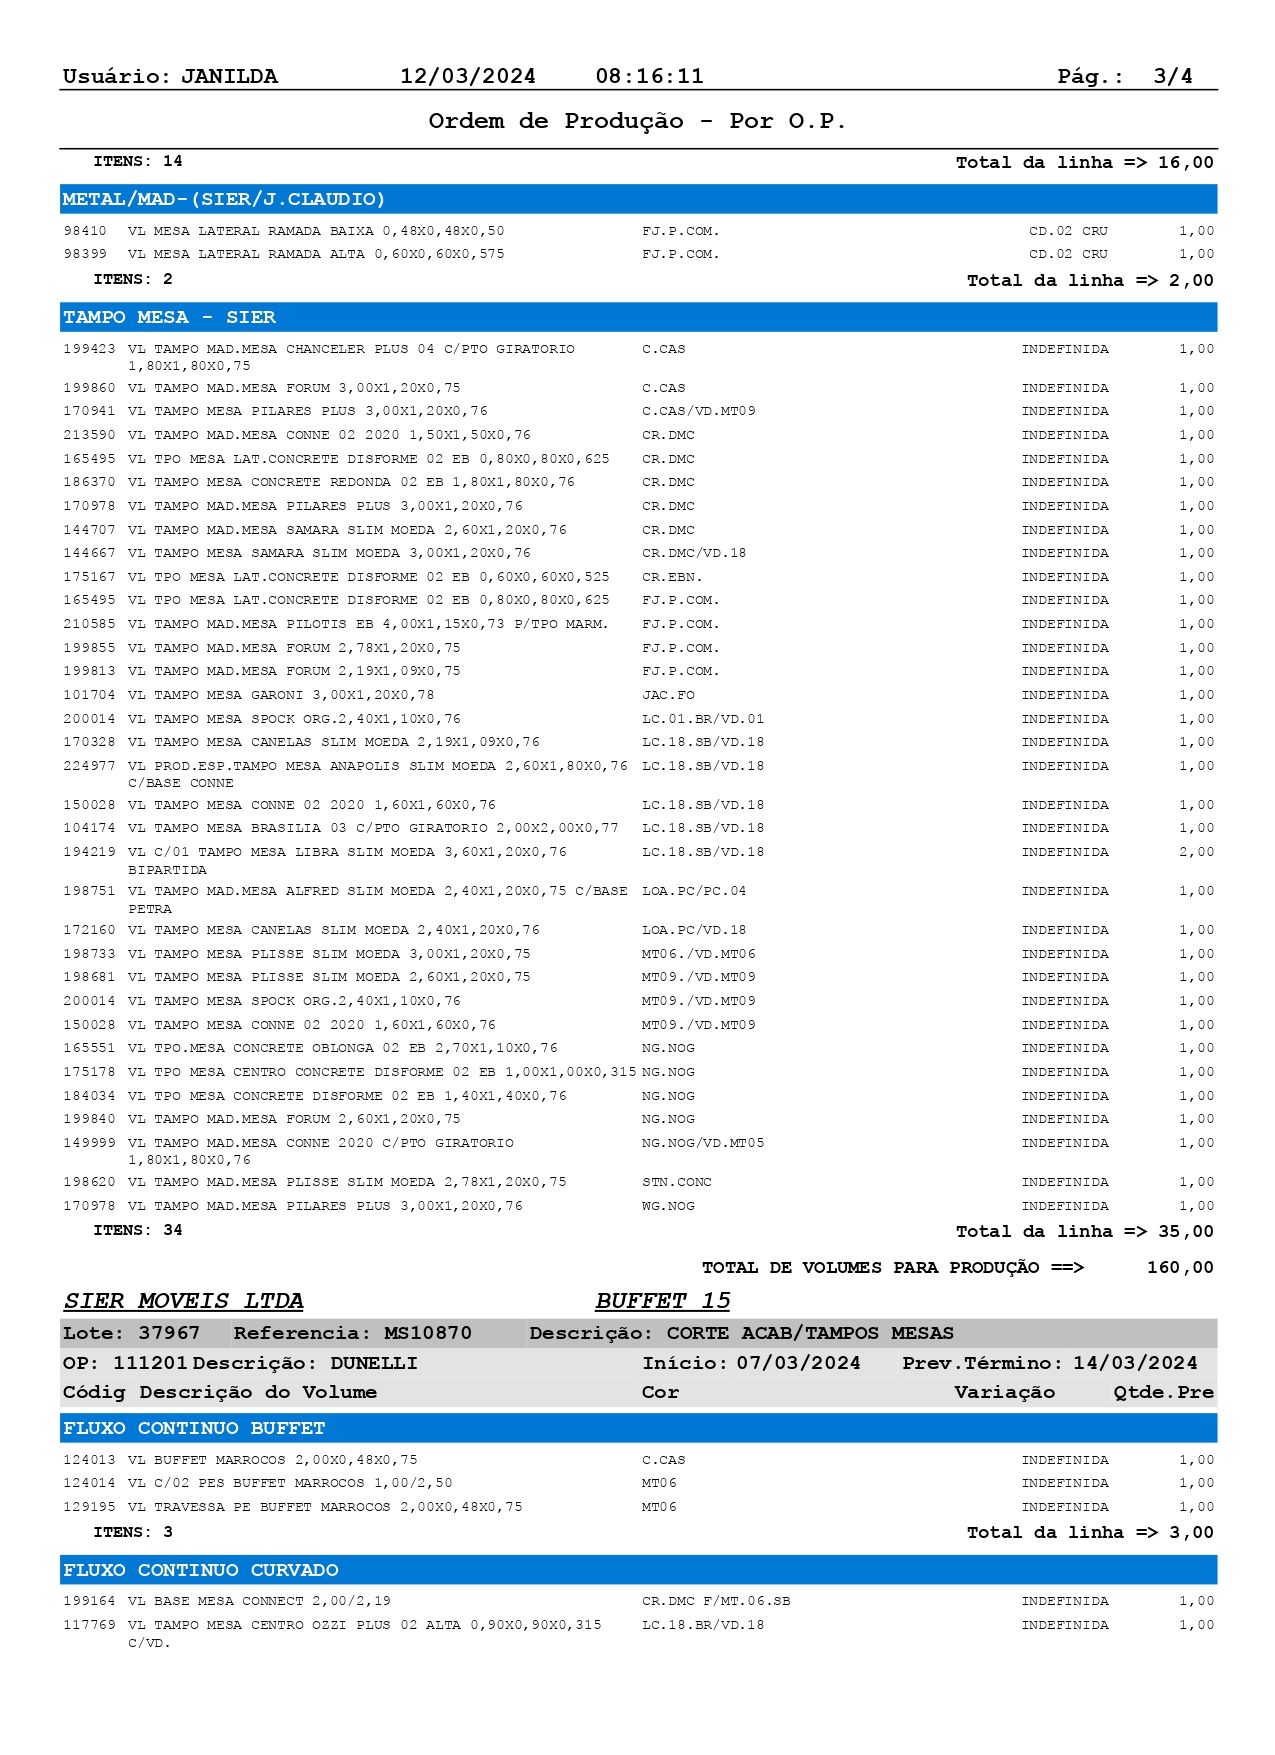 Usuário: JANILDA 12/03/2024 08:16:11 Pág.: 3/4
Ordem de Produção - Por O.P.
ITENS: 14 Total da linha => 16,00
METAL/MAD-(SIER/J.CLAUDIO)
98410 VL MESA LATERAL RAMADA BAIXA 0,48X0,48X0,50 FJ.P.COM. CD.02 CRU 1,00
98399 VL MESA LATERAL RAMADA ALTA 0,60X0,60X0,575 FJ.P.COM. CD.02 CRU 1,00
ITENS: 2 Total da linha => 2,00
TAMPO MESA - SIER
199423 VL TAMPO MAD.MESA CHANCELER PLUS 04 C/PTO GIRATORIO C.CAS INDEFINIDA 1,00
1,80X1,80X0,75
199860 VL TAMPO MAD.MESA FORUM 3,00X1,20X0,75 C.CAS INDEFINIDA 1,00
170941 VL TAMPO MESA PILARES PLUS 3,00X1,20X0,76 C.CAS/VD.MT09 INDEFINIDA 1,00
213590 VL TAMPO MAD.MESA CONNE 02 2020 1,50X1,50X0,76 CR.DMC INDEFINIDA 1,00
165495 VL TPO MESA LAT.CONCRETE DISFORME 02 EB 0,80X0,80X0,625 CR.DMC INDEFINIDA 1,00
186370 VL TAMPO MESA CONCRETE REDONDA 02 EB 1,80X1,80X0,76 CR.DMC INDEFINIDA 1,00
170978 VL TAMPO MAD.MESA PILARES PLUS 3,00X1,20X0,76 CR.DMC INDEFINIDA 1,00
144707 VL TAMPO MAD.MESA SAMARA SLIM MOEDA 2,60X1,20X0,76 CR.DMC INDEFINIDA 1,00
144667 VL TAMPO MESA SAMARA SLIM MOEDA 3,00X1,20X0,76 CR.DMC/VD.18 INDEFINIDA 1,00
175167 VL TPO MESA LAT.CONCRETE DISFORME 02 EB 0,60X0,60X0,525 CR.EBN. INDEFINIDA 1,00
165495 VL TPO MESA LAT.CONCRETE DISFORME 02 EB 0,80X0,80X0,625 FJ.P.COM. INDEFINIDA 1,00
210585 VL TAMPO MAD.MESA PILOTIS EB 4,00X1,15X0,73 P/TPO MARM. FJ.P.COM. INDEFINIDA 1,00
199855 VL TAMPO MAD.MESA FORUM 2,78X1,20X0,75 FJ.P.COM. INDEFINIDA 1,00
199813 VL TAMPO MAD.MESA FORUM 2,19X1,09X0,75 FJ.P.COM. INDEFINIDA 1,00
101704 VL TAMPO MESA GARONI 3,00X1,20X0,78 JAC.FO INDEFINIDA 1,00
200014 VL TAMPO MESA SPOCK ORG.2,40X1,10X0,76 LC.01.BR/VD.01 INDEFINIDA 1,00
170328 VL TAMPO MESA CANELAS SLIM MOEDA 2,19X1,09X0,76 LC.18.SB/VD.18 INDEFINIDA 1,00
224977 VL PROD.ESP.TAMPO MESA ANAPOLIS SLIM MOEDA 2,60X1,80X0,76 LC.18.SB/VD.18 INDEFINIDA 1,00
C/BASE CONNE
150028 VL TAMPO MESA CONNE 02 2020 1,60X1,60X0,76 LC.18.SB/VD.18 INDEFINIDA 1,00
104174 VL TAMPO MESA BRASILIA 03 C/PTO GIRATORIO 2,00X2,00X0,77 LC.18.SB/VD.18 INDEFINIDA 1,00
194219 VL C/01 TAMPO MESA LIBRA SLIM MOEDA 3,60X1,20X0,76 LC.18.SB/VD.18 INDEFINIDA 2,00
BIPARTIDA
198751 VL TAMPO MAD.MESA ALFRED SLIM MOEDA 2,40X1,20X0,75 C/BASE LOA.PC/PC.04 INDEFINIDA 1,00
PETRA
172160 VL TAMPO MESA CANELAS SLIM MOEDA 2,40X1,20X0,76 LOA.PC/VD.18 INDEFINIDA 1,00
198733 VL TAMPO MESA PLISSE SLIM MOEDA 3,00X1,20X0,75 MT06./VD.MT06 INDEFINIDA 1,00
198681 VL TAMPO MESA PLISSE SLIM MOEDA 2,60X1,20X0,75 MT09./VD.MT09 INDEFINIDA 1,00
200014 VL TAMPO MESA SPOCK ORG.2,40X1,10X0,76 MT09./VD.MT09 INDEFINIDA 1,00
150028 VL TAMPO MESA CONNE 02 2020 1,60X1,60X0,76 MT09./VD.MT09 INDEFINIDA 1,00
165551 VL TPO.MESA CONCRETE OBLONGA 02 EB 2,70X1,10X0,76 NG.NOG INDEFINIDA 1,00
175178 VL TPO MESA CENTRO CONCRETE DISFORME 02 EB 1,00X1,00X0,315 NG.NOG INDEFINIDA 1,00
184034 VL TPO MESA CONCRETE DISFORME 02 EB 1,40X1,40X0,76 NG.NOG INDEFINIDA 1,00
199840 VL TAMPO MAD.MESA FORUM 2,60X1,20X0,75 NG.NOG INDEFINIDA 1,00
149999 VL TAMPO MAD.MESA CONNE 2020 C/PTO GIRATORIO NG.NOG/VD.MT05 INDEFINIDA 1,00
1,80X1,80X0,76
198620 VL TAMPO MAD.MESA PLISSE SLIM MOEDA 2,78X1,20X0,75 STN.CONC INDEFINIDA 1,00
170978 VL TAMPO MAD.MESA PILARES PLUS 3,00X1,20X0,76 WG.NOG INDEFINIDA 1,00
ITENS: 34 Total da linha => 35,00
TOTAL DE VOLUMES PARA PRODUÇÃO ==> 160,00
SIER MOVEIS LTDA BUFFET 15
Lote: 37967 Referencia: MS10870 Descrição: CORTE ACAB/TAMPOS MESAS
OP: 111201 Descrição: DUNELLI Início: 07/03/2024 Prev.Término: 14/03/2024
Códig Descrição do Volume Cor Variação Qtde.Pre
FLUXO CONTINUO BUFFET
124013 VL BUFFET MARROCOS 2,00X0,48X0,75 C.CAS INDEFINIDA 1,00
124014 VL C/02 PES BUFFET MARROCOS 1,00/2,50 MT06 INDEFINIDA 1,00
129195 VL TRAVESSA PE BUFFET MARROCOS 2,00X0,48X0,75 MT06 INDEFINIDA 1,00
ITENS: 3 Total da linha => 3,00
FLUXO CONTINUO CURVADO
199164 VL BASE MESA CONNECT 2,00/2,19 CR.DMC F/MT.06.SB INDEFINIDA 1,00
117769 VL TAMPO MESA CENTRO OZZI PLUS 02 ALTA 0,90X0,90X0,315 LC.18.BR/VD.18 INDEFINIDA 1,00
C/VD.